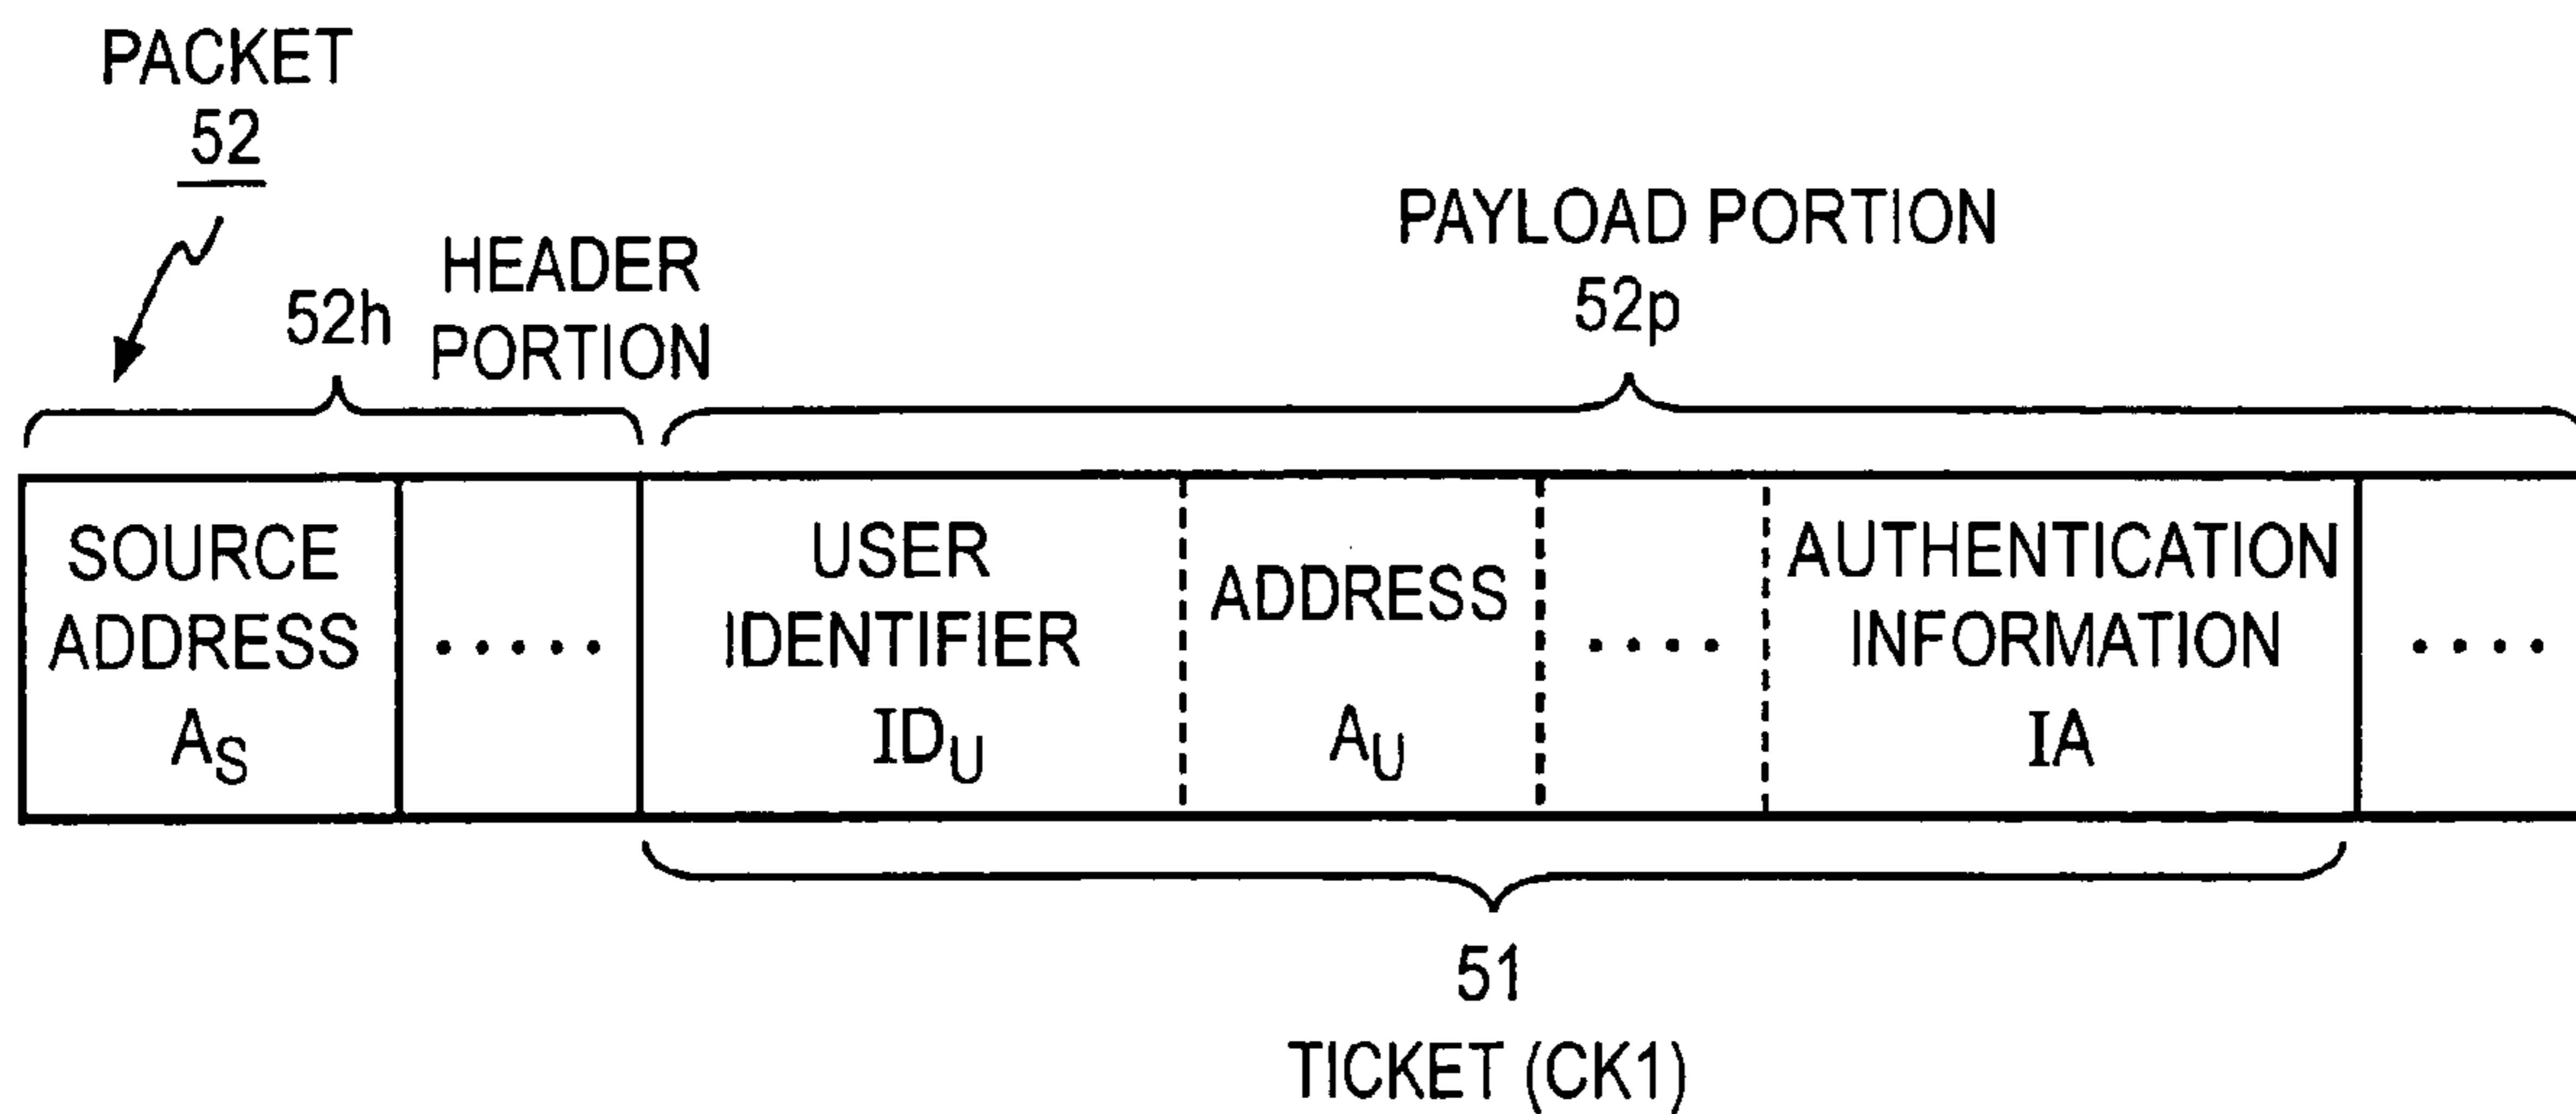 PACKET
52
52h
HEADER
PORTION
PAYLOAD PORTION
52p
SOURCE
ADDRESS
AS
.....
USER
IDENTIFIER
IDU
ADDRESS
AU
....
AUTHENTICATION
INFORMATION
IA
....
51
TICKET (CK1)